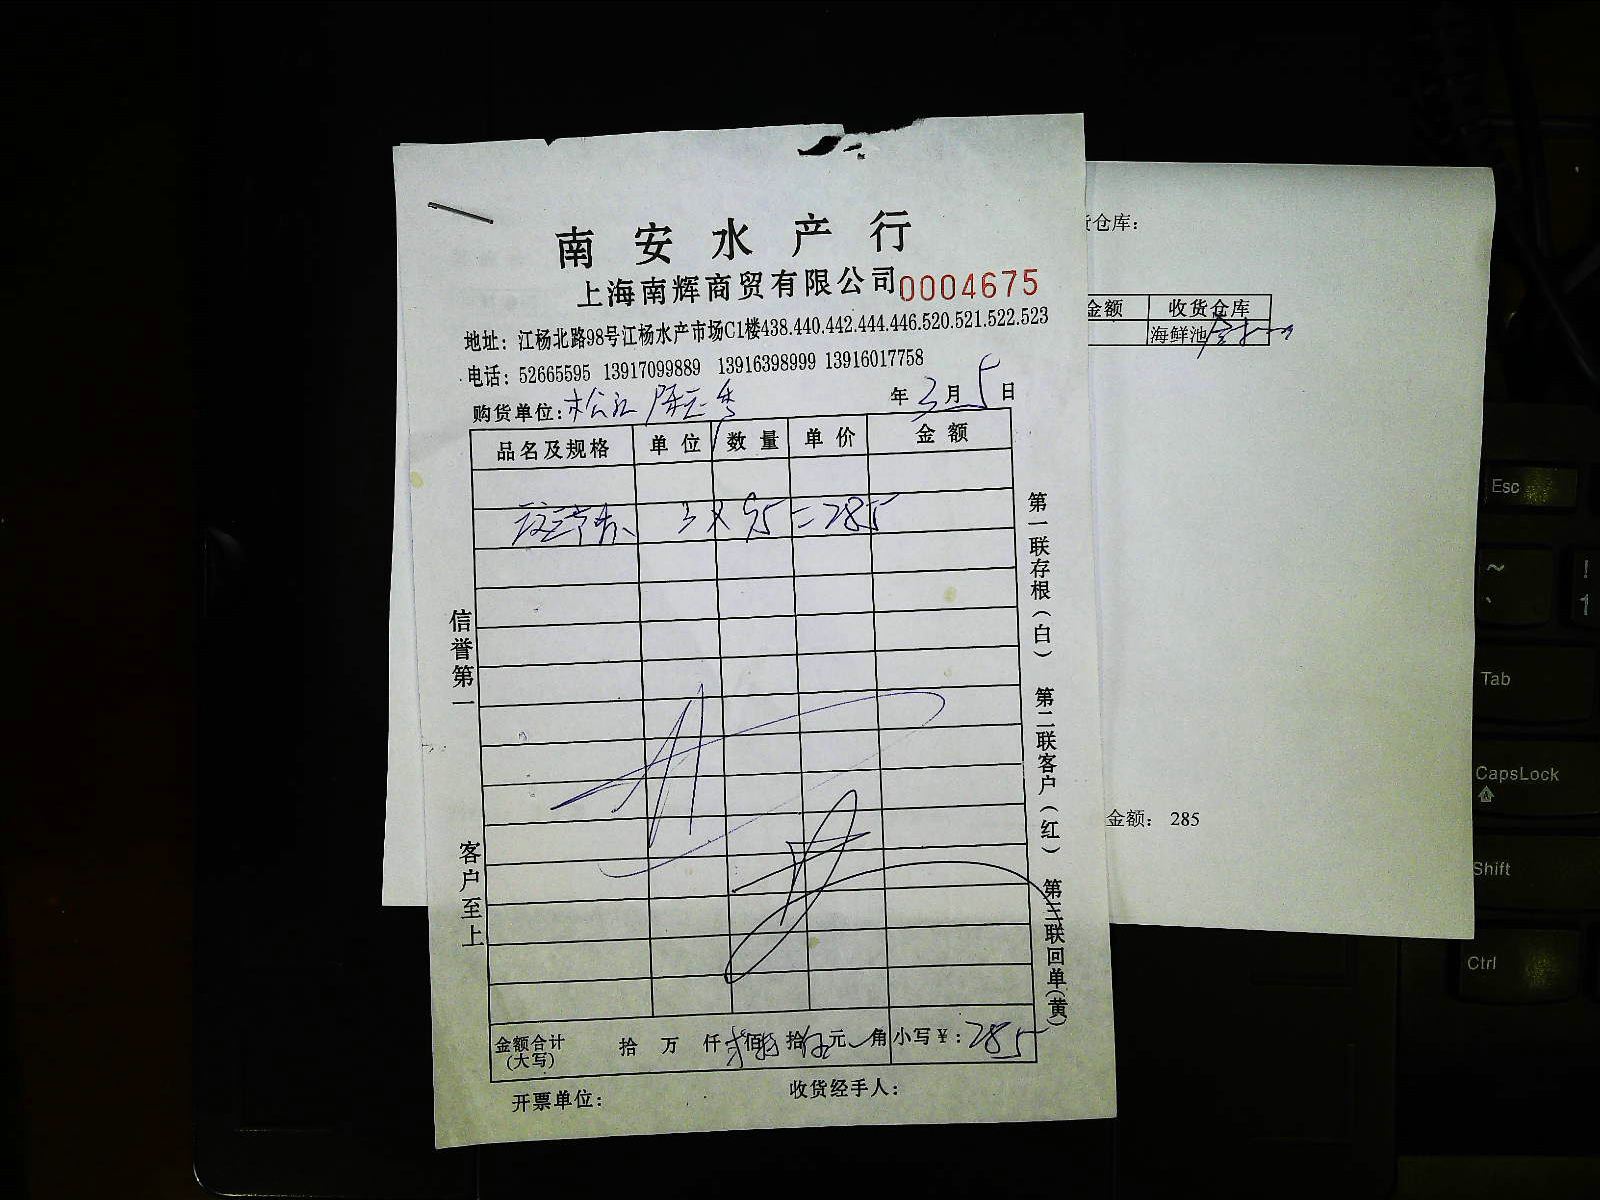 南安水产行
上海南辉商贸有限公司 0004675
地址：江杨北路98号江杨水产市场C1楼438.440.442.444.446.520.521.522.523
电话：52665595 13917099889 13916398999 13916017758
购货单位：松江 年3月5日
品名及规格 单位 数量 单价 金额
3×95=285
信誉第一
客户至上
第一联存根（白）
第二联客户（红）
第三联回单（黄）
金额合计（大写） 拾 万 仟 贰佰 捌拾 伍元 角 小写￥：285
开票单位： 收货经手人：
仓库：
金额 收货仓库
海鲜池
金额： 285
Esc
~
!
、 1
Tab
CapsLock
Shift
Ctrl